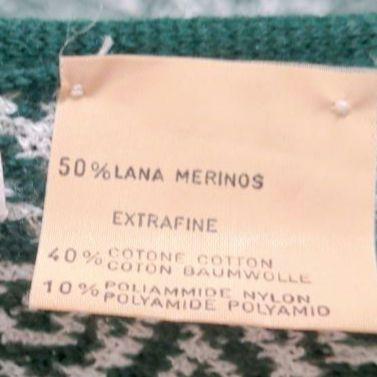 50% LANA MERINOS
EXTRAFINE
40% COTONE COTTON
COTON BAUMWOLLE
10% POLIAMMIDE NYLON
POLYAMIDE POLYAMID